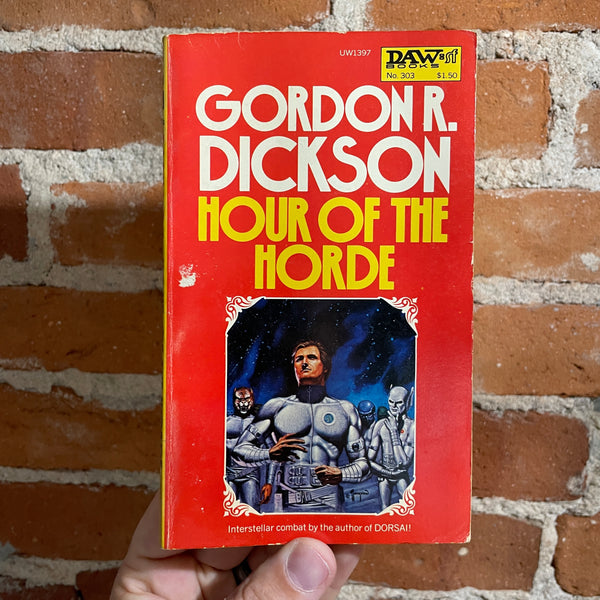 UW1397
DAW=sf
BOOKS
No. 303 $1.50
GORDON R.
DICKSON
HOUR OF THE
HORDE
Interstellar combat by the author of DORSAI!